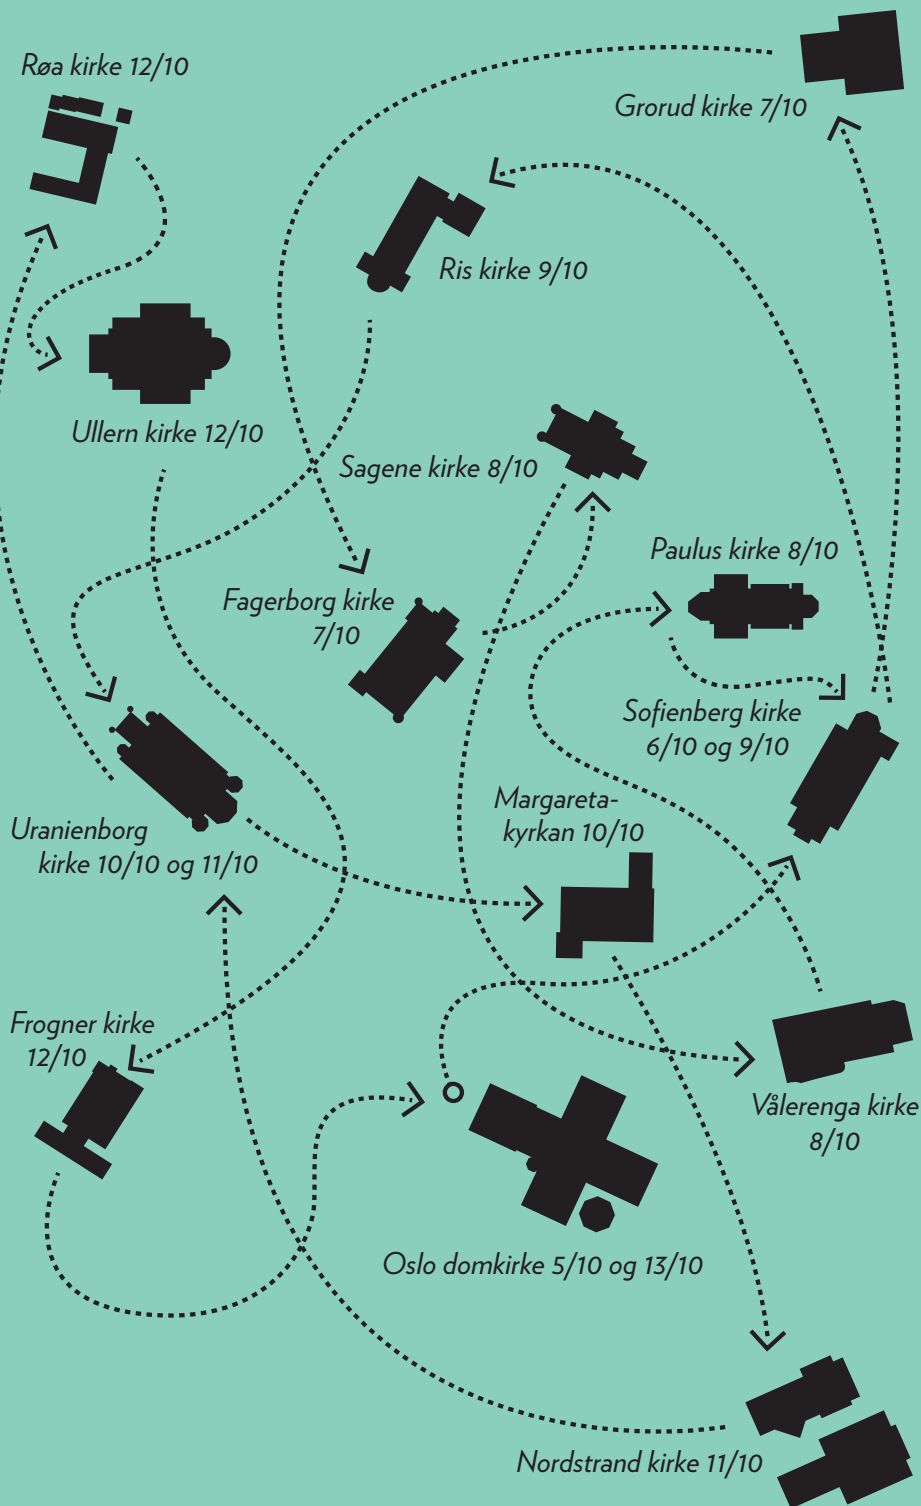 Røa kirke 12/10
Grorud kirke 7/10
Ris kirke 9/10
Ullern kirke 12/10
Sagene kirke 8/10
Paulus kirke 8/10
Fagerborg kirke
7/10
Sofienberg kirke
6/10 og 9/10
Margareta-
kyrkan 10/10
Uranienborg
kirke 10/10 og 11/10
Frogner kirke
12/10
Vålerenga kirke
8/10
Oslo domkirke 5/10 og 13/10
Nordstrand kirke 11/10